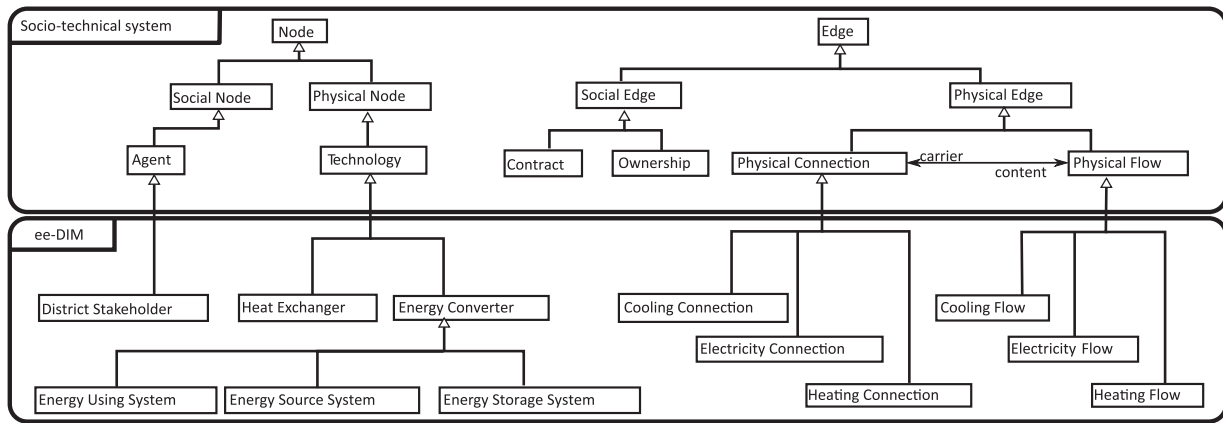 Socio-technical system
Node
Edge
Social Node
Physical Node
Social Edge
Physical Edge
Agent
Technology
Contract
Ownership
Physical Connection
carrier
content
Physical Flow
ee-DIM
District Stakeholder
Heat Exchanger
Energy Converter
Cooling Connection
Cooling Flow
Electricity Connection
Electricity Flow
Energy Using System
Energy Source System
Energy Storage System
Heating Connection
Heating Flow